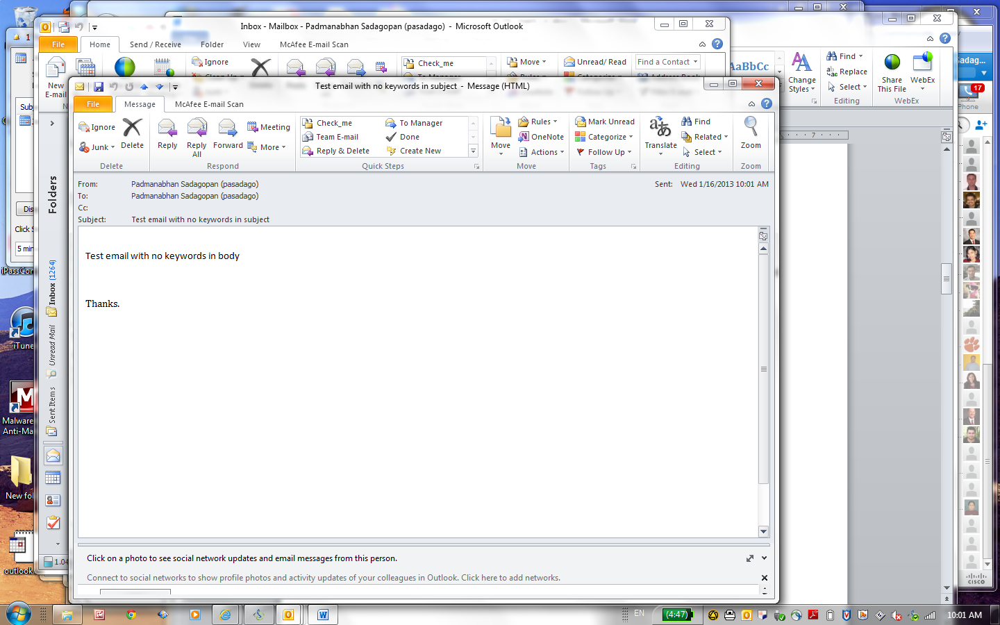 Inbox - Mailbox - Padmanabhan Sadagopan (pasadago) - Microsoft Outlook
File Home Send / Receive Folder View McAfee E-mail Scan
New
E-mail
Ignore
Check_me
Move
Unread/ Read
Find a Contact
AaBbCc
Change
Styles
Find
Replace
Select
Editing
Share
This File
WebEx
WebEx
Sadag...
17
Phone
7
Test email with no keywords in subject - Message (HTML)
File Message McAfee E-mail Scan
Ignore
Junk
Delete
Delete
Reply
Reply
All
Forward
Meeting
More
Respond
Check_me
Team E-mail
Reply & Delete
To Manager
Done
Create New
Quick Steps
Move
Rules
OneNote
Actions
Move
Mark Unread
Categorize
Follow Up
Tags
Translate
Find
Related
Select
Editing
Zoom
Zoom
From: Padmanabhan Sadagopan (pasadago) Sent: Wed 1/16/2013 10:01 AM
To: Padmanabhan Sadagopan (pasadago)
Cc:
Subject: Test email with no keywords in subject
Test email with no keywords in body
Thanks.
Click on a photo to see social network updates and email messages from this person.
Connect to social networks to show profile photos and activity updates of your colleagues in Outlook. Click here to add networks.
Folders
Inbox (1264)
Unread Mail
Sent Items
1
Sub
Dis
Click S
5 min
iPassCon
iTune
Malware
Anti-Ma
New fol
outlook
1.04
CISCO
EN
(4:47)
10:01 AM